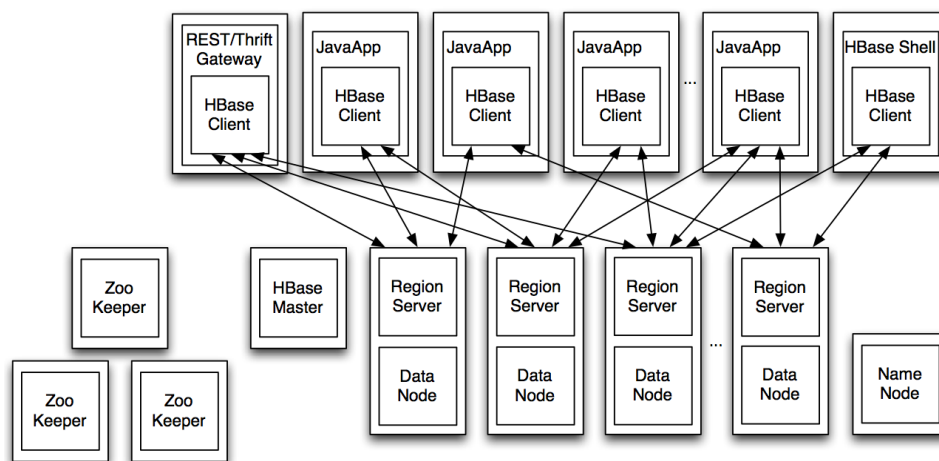 REST/Thrift
Gateway
HBase
Client
JavaApp
HBase
Client
JavaApp
HBase
Client
JavaApp
HBase
Client
...
JavaApp
HBase
Client
HBase Shell
HBase
Client
Zoo
Keeper
Zoo
Keeper
Zoo
Keeper
HBase
Master
Region
Server
Data
Node
Region
Server
Data
Node
Region
Server
Data
Node
...
Region
Server
Data
Node
Name
Node